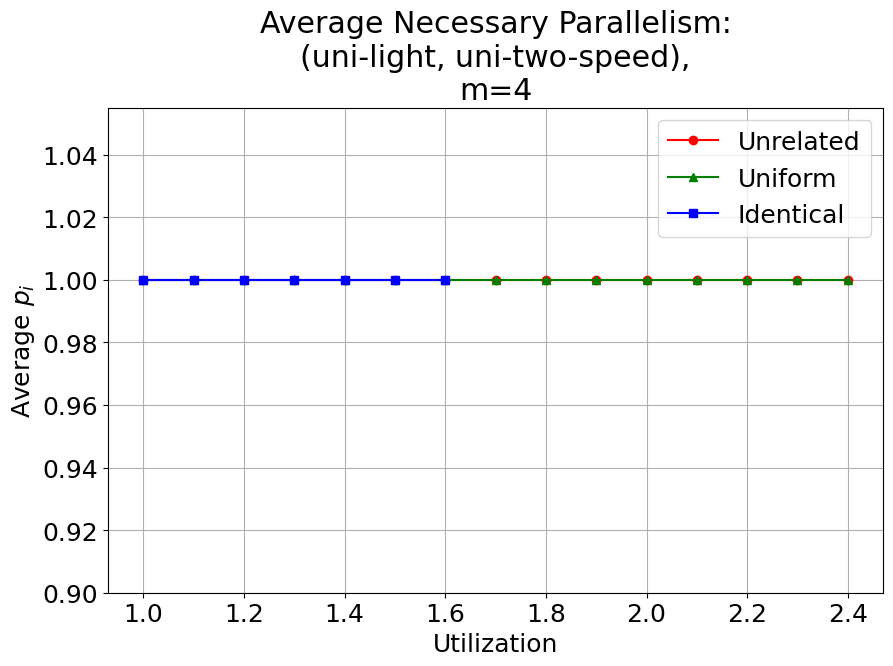 Average Necessary Parallelism:
(uni-light, uni-two-speed),
m=4
Unrelated
Uniform
Identical
1.04
1.02
1.00
0.98
0.96
0.94
0.92
0.90
Average p_i
1.0 1.2 1.4 1.6 1.8 2.0 2.2 2.4
Utilization